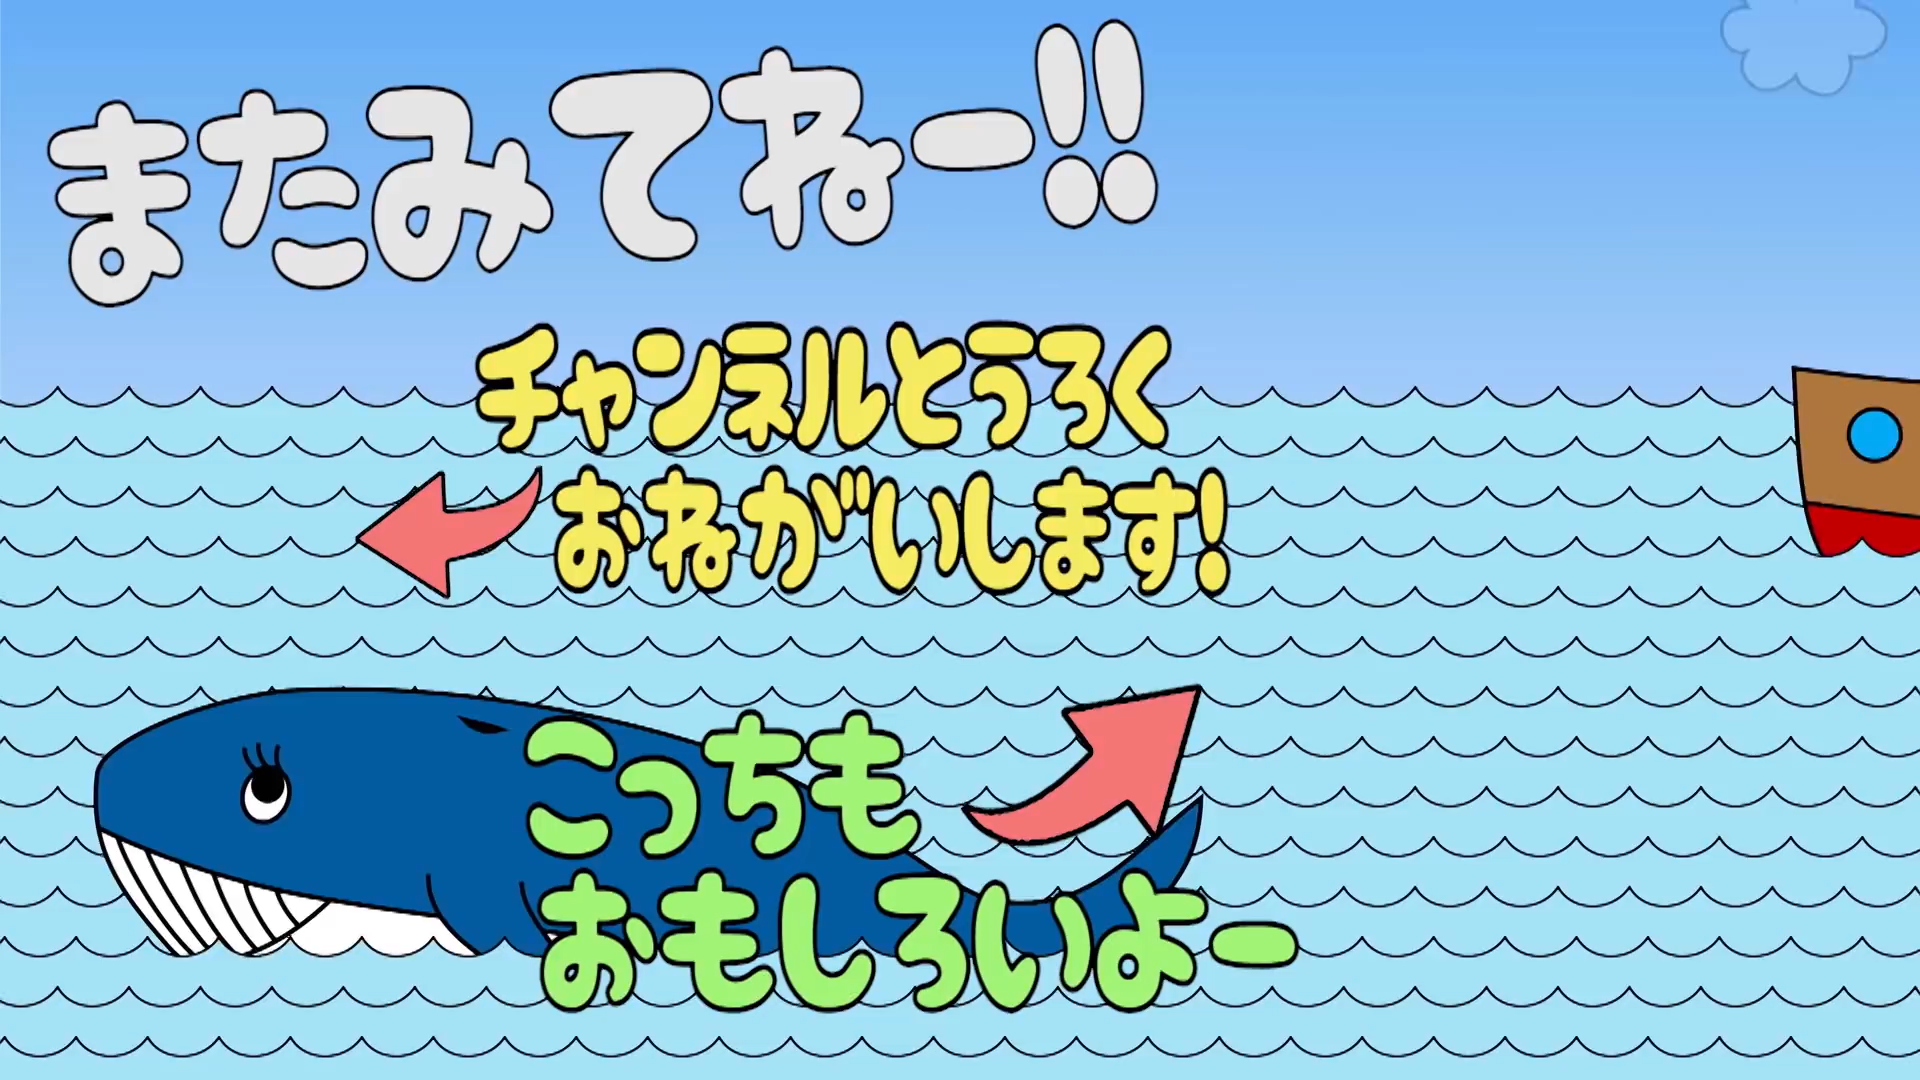 またみてねー!!
チャンネルとうろく
おねがいします!
こっちも
おもしろいよー